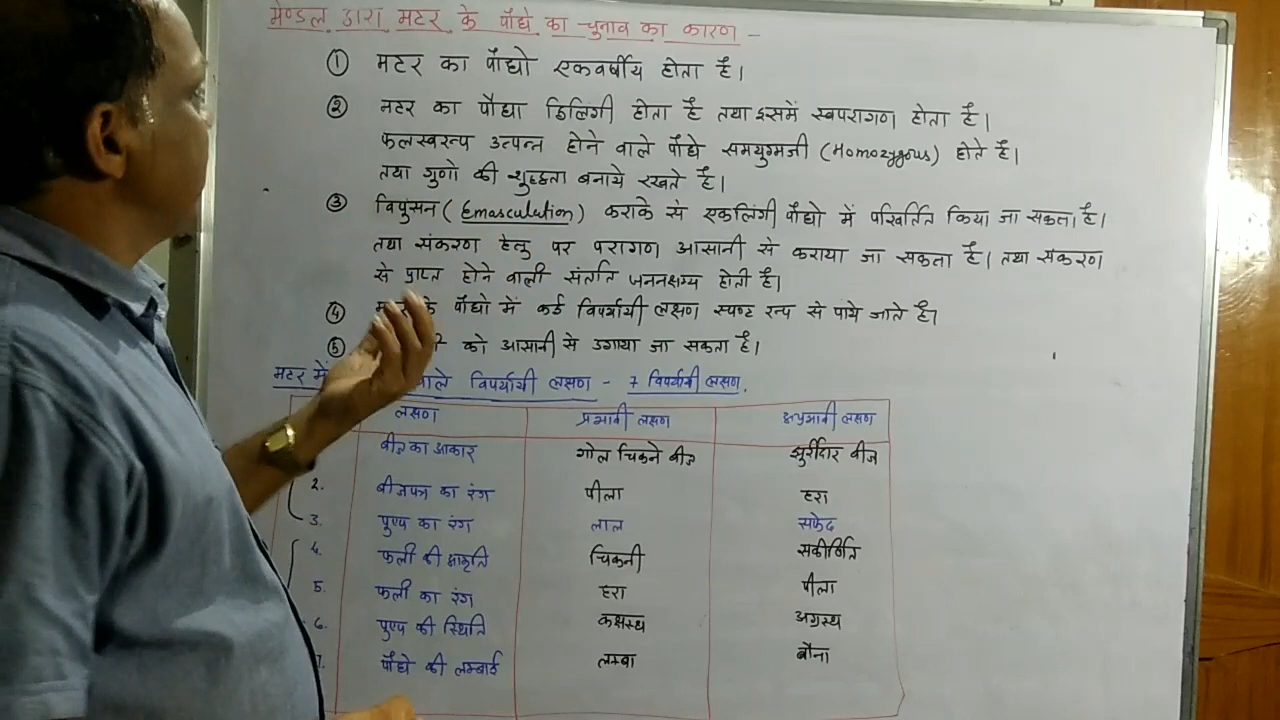 मेण्डल द्वारा मटर के पौधे का चुनाव का कारण -
① मटर का पौधो एकवर्षीय होता है।
② मटर का पौधा द्विलिंगी होता है तथा इसमें स्वपरागण होता है।
फलस्वरूप उत्पन्न होने वाले पौधे समयुग्मजी (Homozygous) होते है।
तथा गुणो की शुद्धता बनाये रखते है।
③ विपुंसन (Emasculation) कराके से एकलिंगी पौधो में परिवर्तित किया जा सकता है।
तथा संकरण हेतु पर परागण आसानी से कराया जा सकता है। तथा संकरण
से प्राप्त होने वाली संतति जननक्षम्य होती है।
④ के पौधो में कई विपर्यायी लक्षण स्पष्ट रूप से पाये जाते है।
⑤ को आसानी से उगाया जा सकता है।
मटर में वाले विपर्यायी लक्षण - 7 विपर्यायी लक्षण.
लक्षण प्रभावी लक्षण अप्रभावी लक्षण
बीज का आकार गोल चिकने बीज झुर्रीदार बीज
2. बीजपत्र का रंग पीला हरा
3. पुष्प का रंग लाल सफेद
4. फली की आकृति चिकनी संकीर्णित
5. फली का रंग हरा पीला
6. पुष्प की स्थिति कक्षस्थ अग्रस्थ
7. पौधे की लम्बाई लम्बा बौना